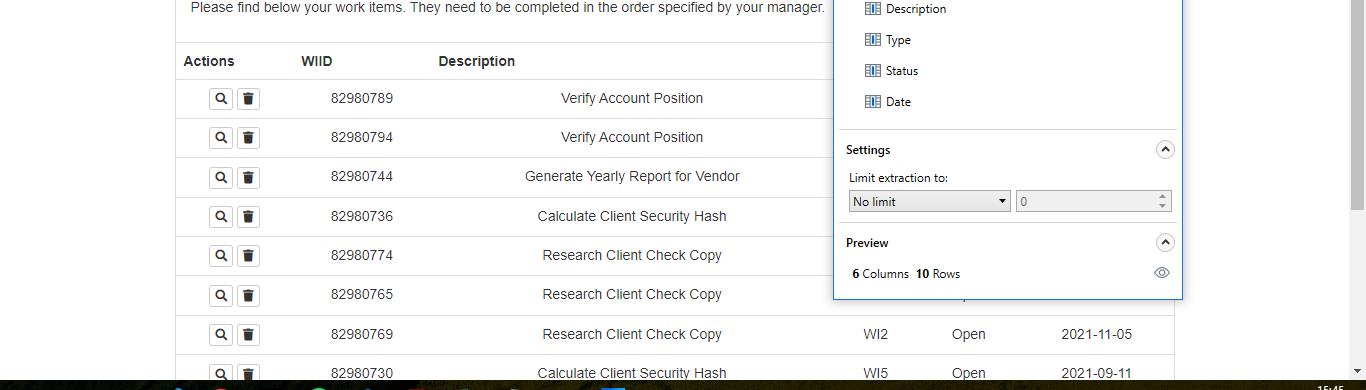 Please find below your work items. They need to be completed in the order specified by your manager.
Actions WIID Description
82980789 Verify Account Position
82980794 Verify Account Position
82980744 Generate Yearly Report for Vendor
82980736 Calculate Client Security Hash
82980774 Research Client Check Copy
82980765 Research Client Check Copy
82980769 Research Client Check Copy WI2 Open 2021-11-05
82980730 Calculate Client Security Hash WI5 Open 2021-09-11
Description
Type
Status
Date
Settings
Limit extraction to:
No limit 0
Preview
6 Columns 10 Rows